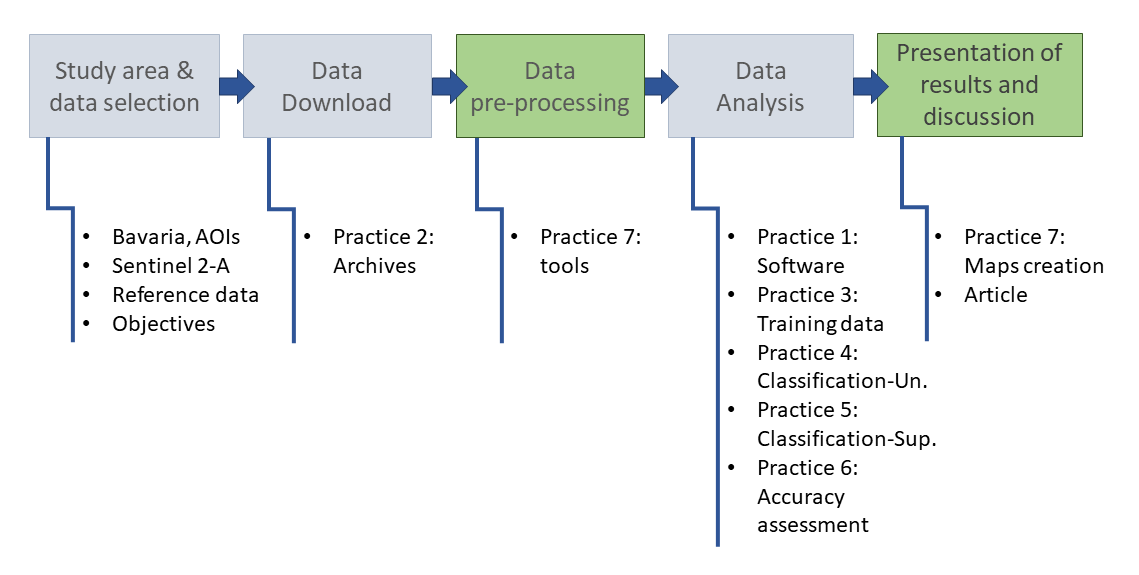 Study area &
data selection
Data
Download
Data
pre-processing
Data
Analysis
Presentation of
results and
discussion
• Bavaria, AOIs
• Sentinel 2-A
• Reference data
• Objectives
• Practice 2:
Archives
• Practice 7:
tools
• Practice 1:
Software
• Practice 3:
Training data
• Practice 4:
Classification-Un.
• Practice 5:
Classification-Sup.
• Practice 6:
Accuracy
assessment
• Practice 7:
Maps creation
• Article